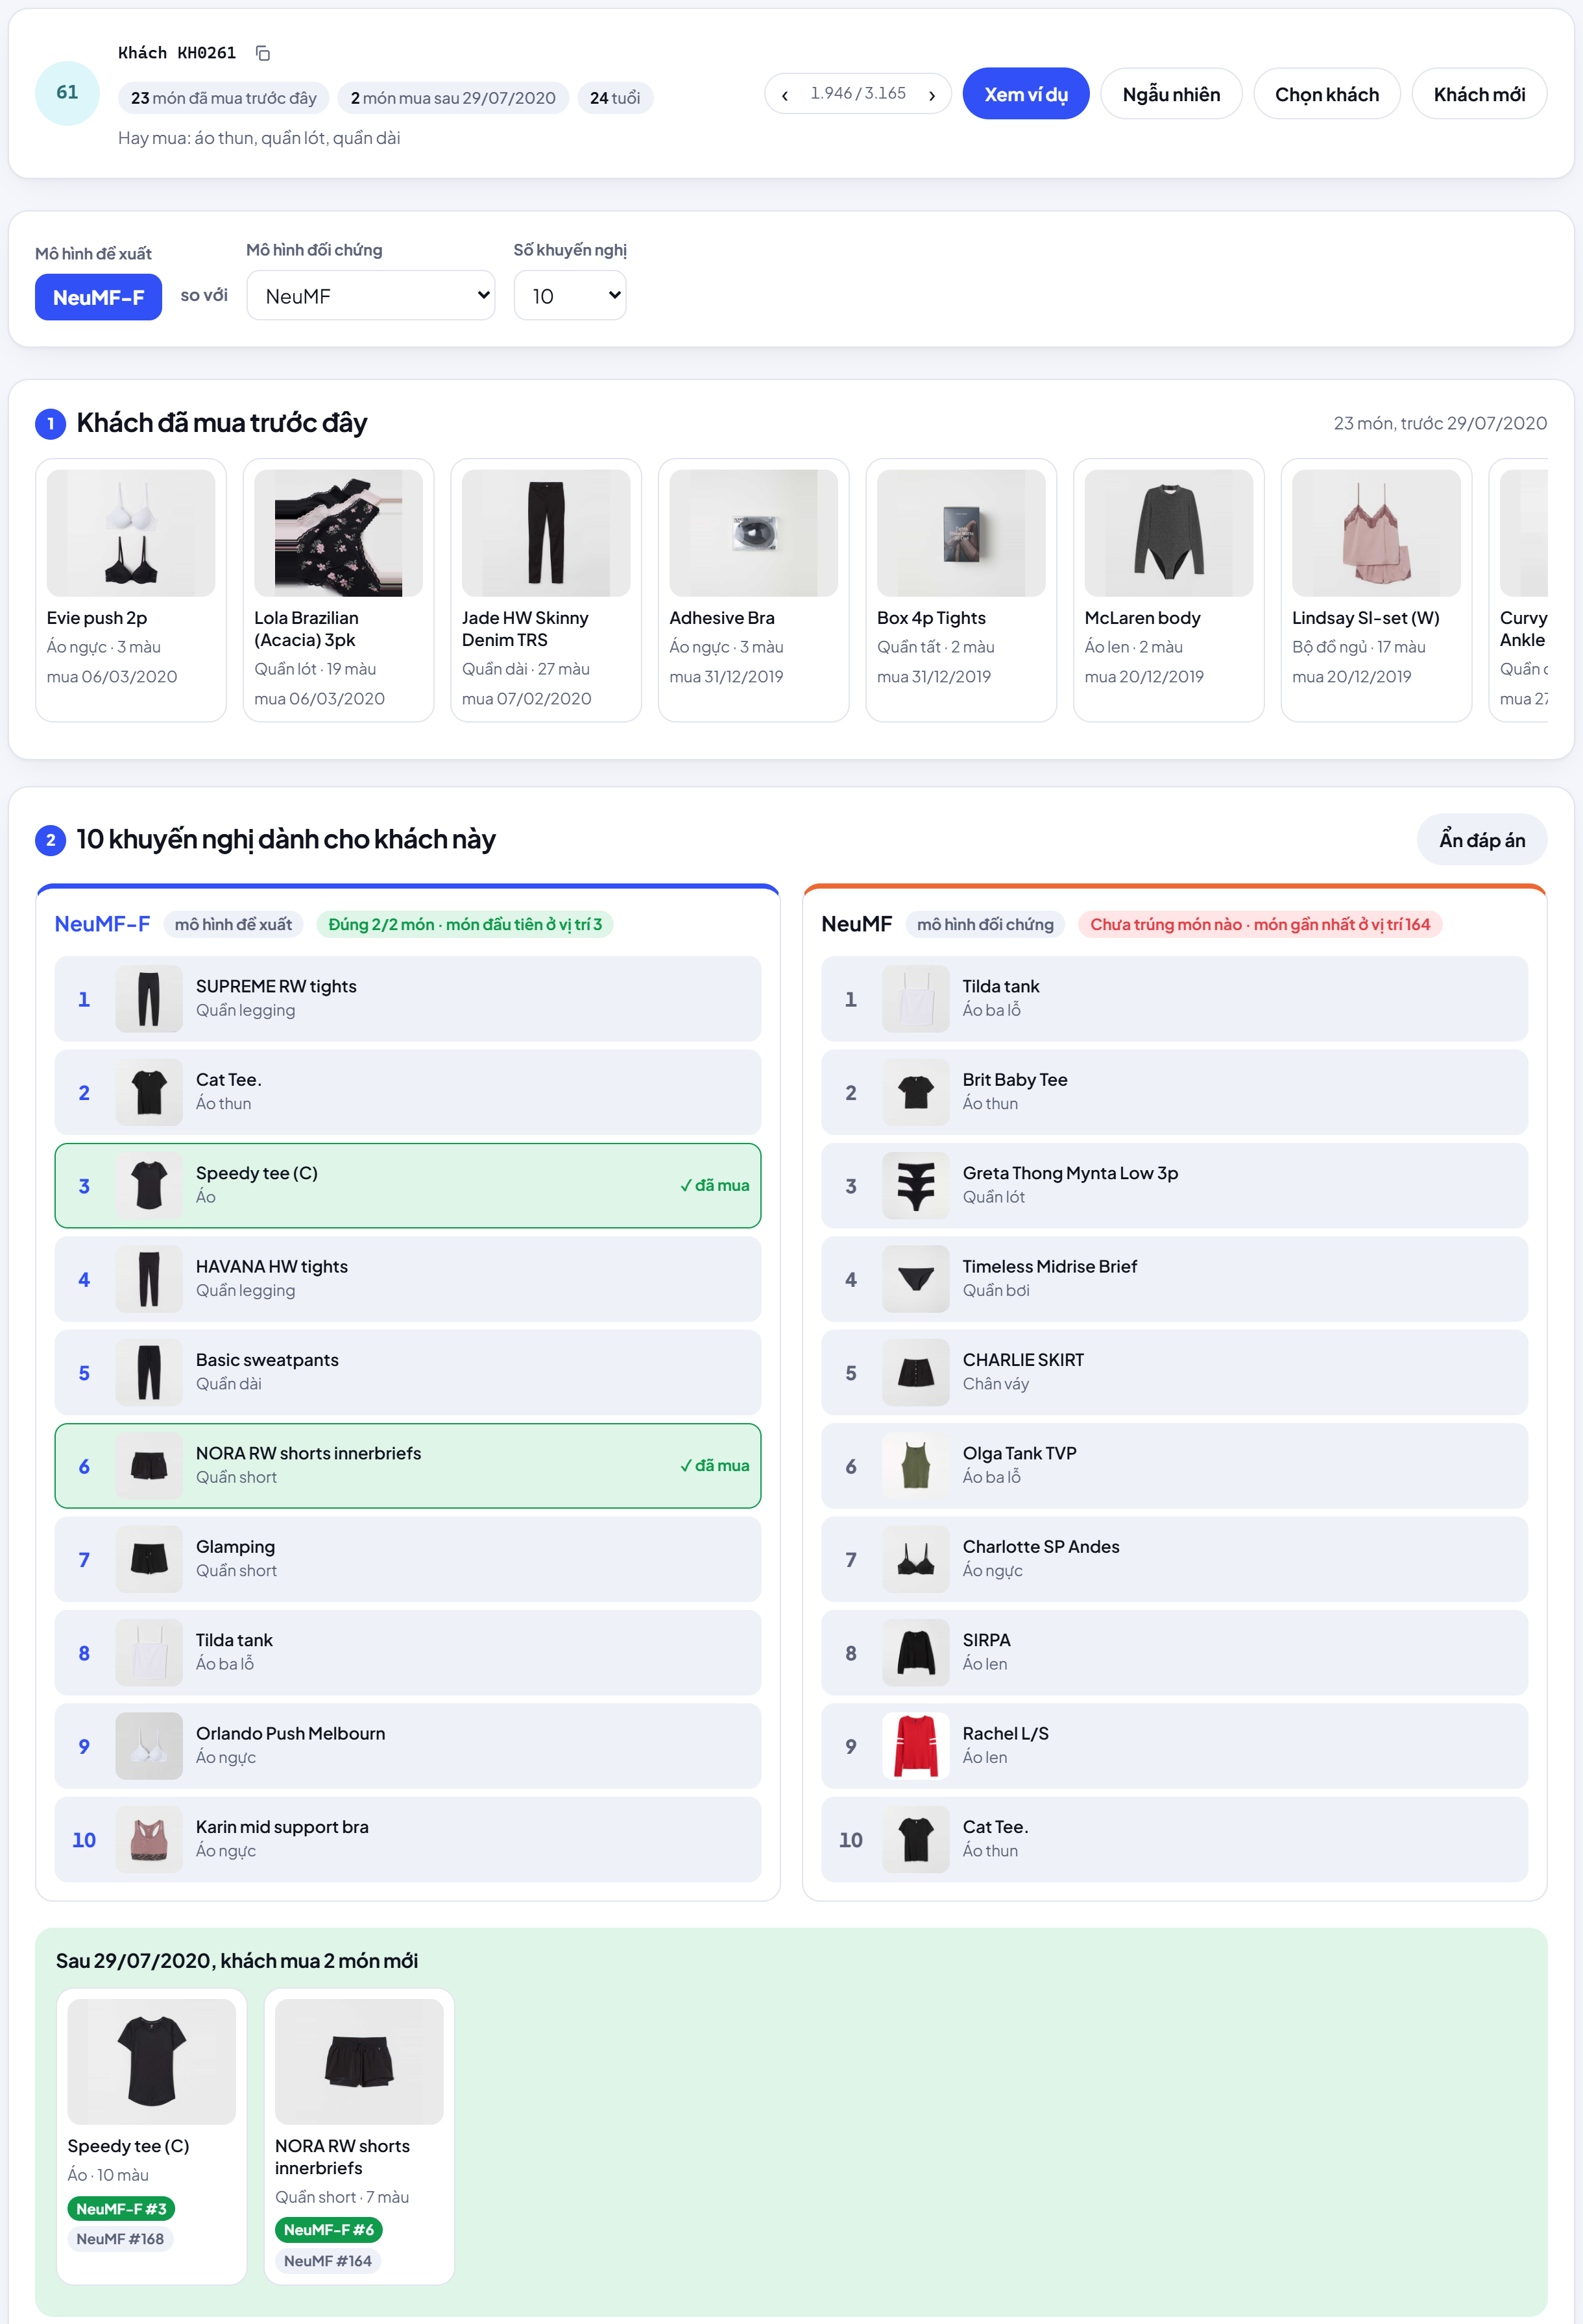 61
Khách KH0261
23 món đã mua trước đây
2 món mua sau 29/07/2020
24 tuổi
Hay mua: áo thun, quần lót, quần dài
‹ 1.946 / 3.165 ›
Xem ví dụ
Ngẫu nhiên
Chọn khách
Khách mới
Mô hình đề xuất
NeuMF-F
so với
Mô hình đối chứng
NeuMF
Số khuyến nghị
10
1 Khách đã mua trước đây
23 món, trước 29/07/2020
Evie push 2p
Áo ngực · 3 màu
mua 06/03/2020
Lola Brazilian
(Acacia) 3pk
Quần lót · 19 màu
mua 06/03/2020
Jade HW Skinny
Denim TRS
Quần dài · 27 màu
mua 07/02/2020
Adhesive Bra
Áo ngực · 3 màu
mua 31/12/2019
Box 4p Tights
Quần tất · 2 màu
mua 31/12/2019
McLaren body
Áo len · 2 màu
mua 20/12/2019
Lindsay Sl-set (W)
Bộ đồ ngủ · 17 màu
mua 20/12/2019
Curvy
Ankle
Quần
mua 27
2 10 khuyến nghị dành cho khách này
Ẩn đáp án
NeuMF-F
mô hình đề xuất
Đúng 2/2 món · món đầu tiên ở vị trí 3
1
SUPREME RW tights
Quần legging
2
Cat Tee.
Áo thun
3
Speedy tee (C)
Áo
✓ đã mua
4
HAVANA HW tights
Quần legging
5
Basic sweatpants
Quần dài
6
NORA RW shorts innerbriefs
Quần short
✓ đã mua
7
Glamping
Quần short
8
Tilda tank
Áo ba lỗ
9
Orlando Push Melbourn
Áo ngực
10
Karin mid support bra
Áo ngực
NeuMF
mô hình đối chứng
Chưa trúng món nào · món gần nhất ở vị trí 164
1
Tilda tank
Áo ba lỗ
2
Brit Baby Tee
Áo thun
3
Greta Thong Mynta Low 3p
Quần lót
4
Timeless Midrise Brief
Quần bơi
5
CHARLIE SKIRT
Chân váy
6
Olga Tank TVP
Áo ba lỗ
7
Charlotte SP Andes
Áo ngực
8
SIRPA
Áo len
9
Rachel L/S
Áo len
10
Cat Tee.
Áo thun
Sau 29/07/2020, khách mua 2 món mới
Speedy tee (C)
Áo · 10 màu
NeuMF-F #3
NeuMF #168
NORA RW shorts
innerbriefs
Quần short · 7 màu
NeuMF-F #6
NeuMF #164